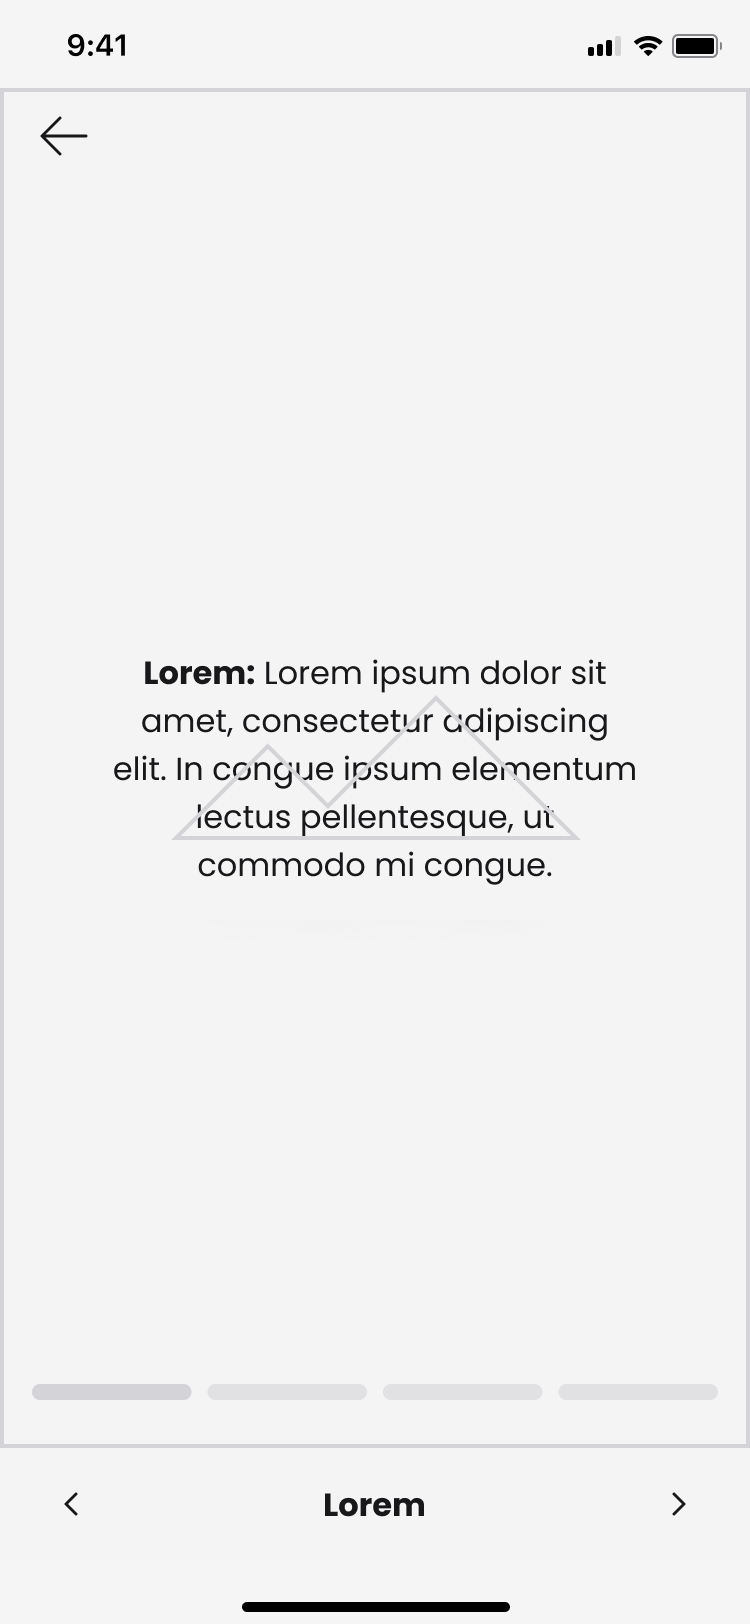 9:41
Lorem: Lorem ipsum dolor sit
amet, consectetur adipiscing
elit. In congue ipsum elementum
lectus pellentesque, ut
commodo mi congue.
Lorem